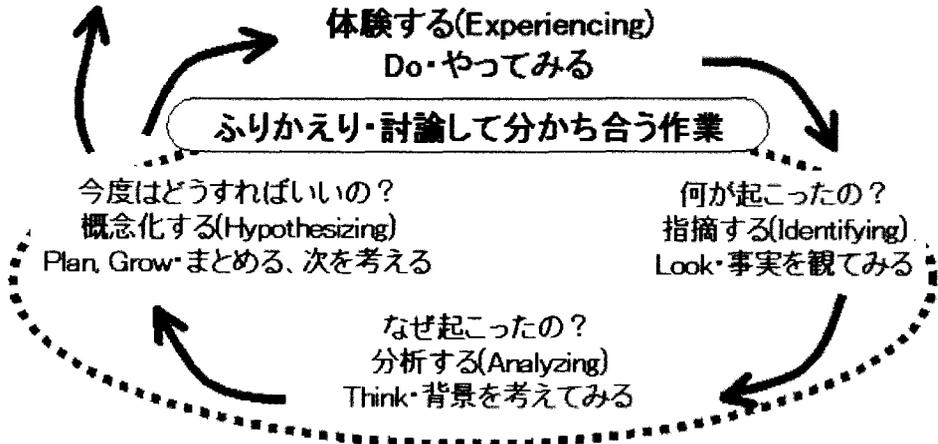 体験する(Experiencing)
Do・やってみる
ふりかえり・討論して分かち合う作業
何が起こったの？
指摘する(Identifying)
Look・事実を観てみる
なぜ起こったの？
分析する(Analyzing)
Think・背景を考えてみる
今度はどうすればいいの？
概念化する(Hypothesizing)
Plan, Grow・まとめる、次を考える